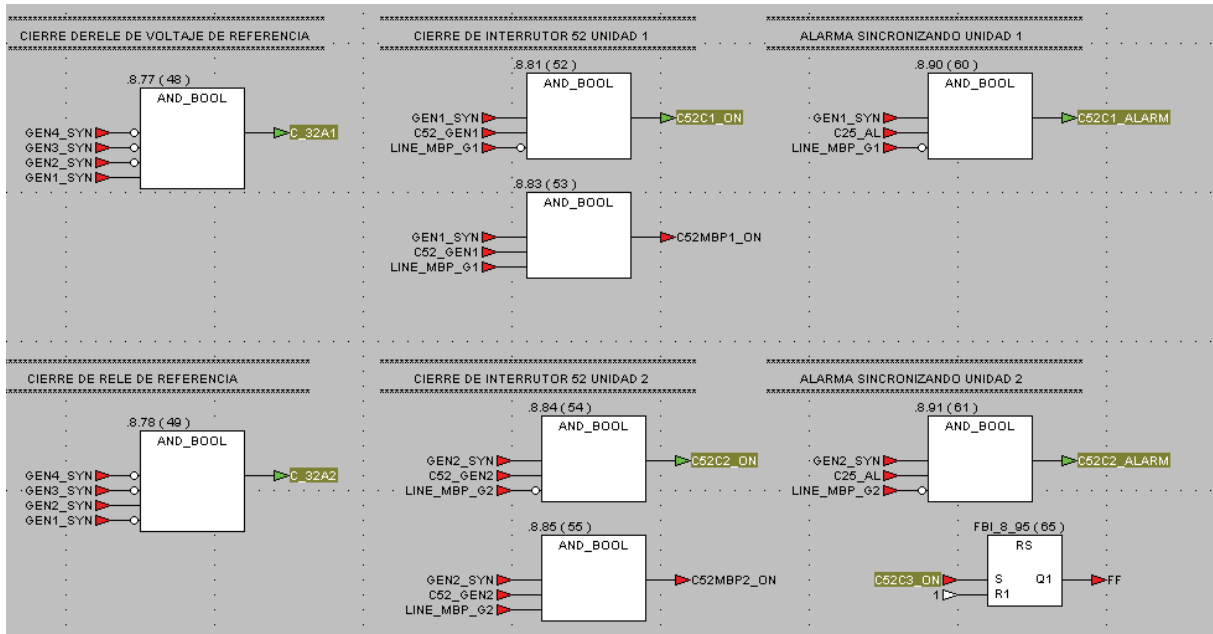 CIERRE DERELE DE VOLTAJE DE REFERENCIA
.8.77 ( 48 )
AND_BOOL
GEN4_SYN
GEN3_SYN
GEN2_SYN
GEN1_SYN
C_32A1
CIERRE DE INTERRUTOR 52 UNIDAD 1
.8.81 ( 52 )
AND_BOOL
GEN1_SYN
C52_GEN1
LINE_MBP_G1
C52C1_ON
.8.83 ( 53 )
AND_BOOL
GEN1_SYN
C52_GEN1
LINE_MBP_G1
C52MBP1_ON
ALARMA SINCRONIZANDO UNIDAD 1
.8.90 ( 60 )
AND_BOOL
GEN1_SYN
C25_AL
LINE_MBP_G1
C52C1_ALARM
CIERRE DE RELE DE REFERENCIA
.8.78 ( 49 )
AND_BOOL
GEN4_SYN
GEN3_SYN
GEN2_SYN
GEN1_SYN
C_32A2
CIERRE DE INTERRUTOR 52 UNIDAD 2
.8.84 ( 54 )
AND_BOOL
GEN2_SYN
C52_GEN2
LINE_MBP_G2
C52C2_ON
.8.85 ( 55 )
AND_BOOL
GEN2_SYN
C52_GEN2
LINE_MBP_G2
C52MBP2_ON
ALARMA SINCRONIZANDO UNIDAD 2
.8.91 ( 61 )
AND_BOOL
GEN2_SYN
C25_AL
LINE_MBP_G2
C52C2_ALARM
FBI_8_95 ( 65 )
RS
C52C3_ON
S Q1
FF
1
R1